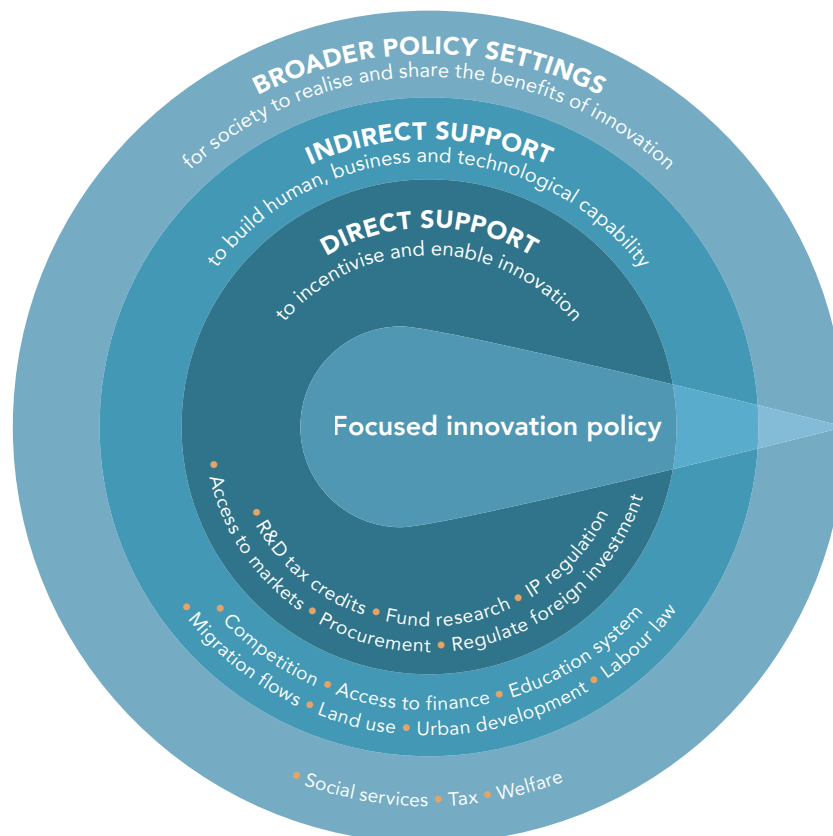 BROADER POLICY SETTINGS
for society to realise and share the benefits of innovation
INDIRECT SUPPORT
to build human, business and technological capability
DIRECT SUPPORT
to incentivise and enable innovation
Focused innovation policy
• R&D tax credits • Fund research • IP regulation
• Access to markets • Procurement • Regulate foreign investment
• Competition • Access to finance • Education system
• Migration flows • Land use • Urban development • Labour law
• Social services • Tax • Welfare